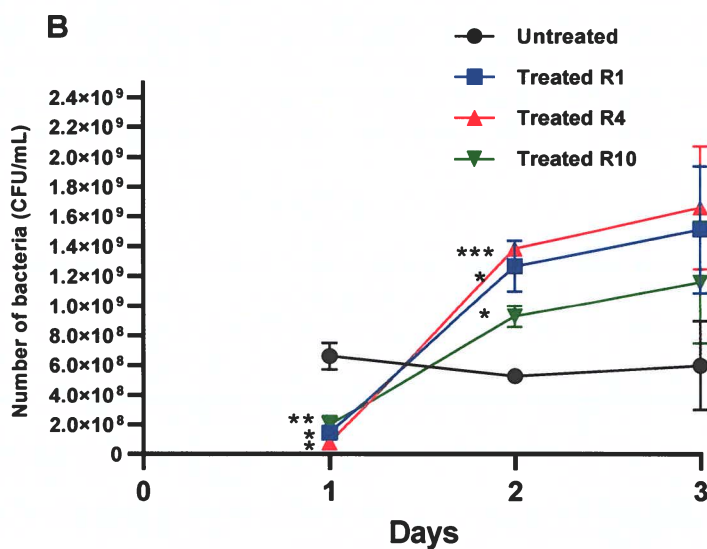 B
Untreated
Treated R1
Treated R4
Treated R10
Number of bacteria (CFU/mL)
2.4×10⁹
2.2×10⁹
2.0×10⁹
1.8×10⁹
1.6×10⁹
1.4×10⁹
1.2×10⁹
1.0×10⁹
8.0×10⁸
6.0×10⁸
4.0×10⁸
2.0×10⁸
0
***
*
*
**
*
*
0 1 2 3
Days